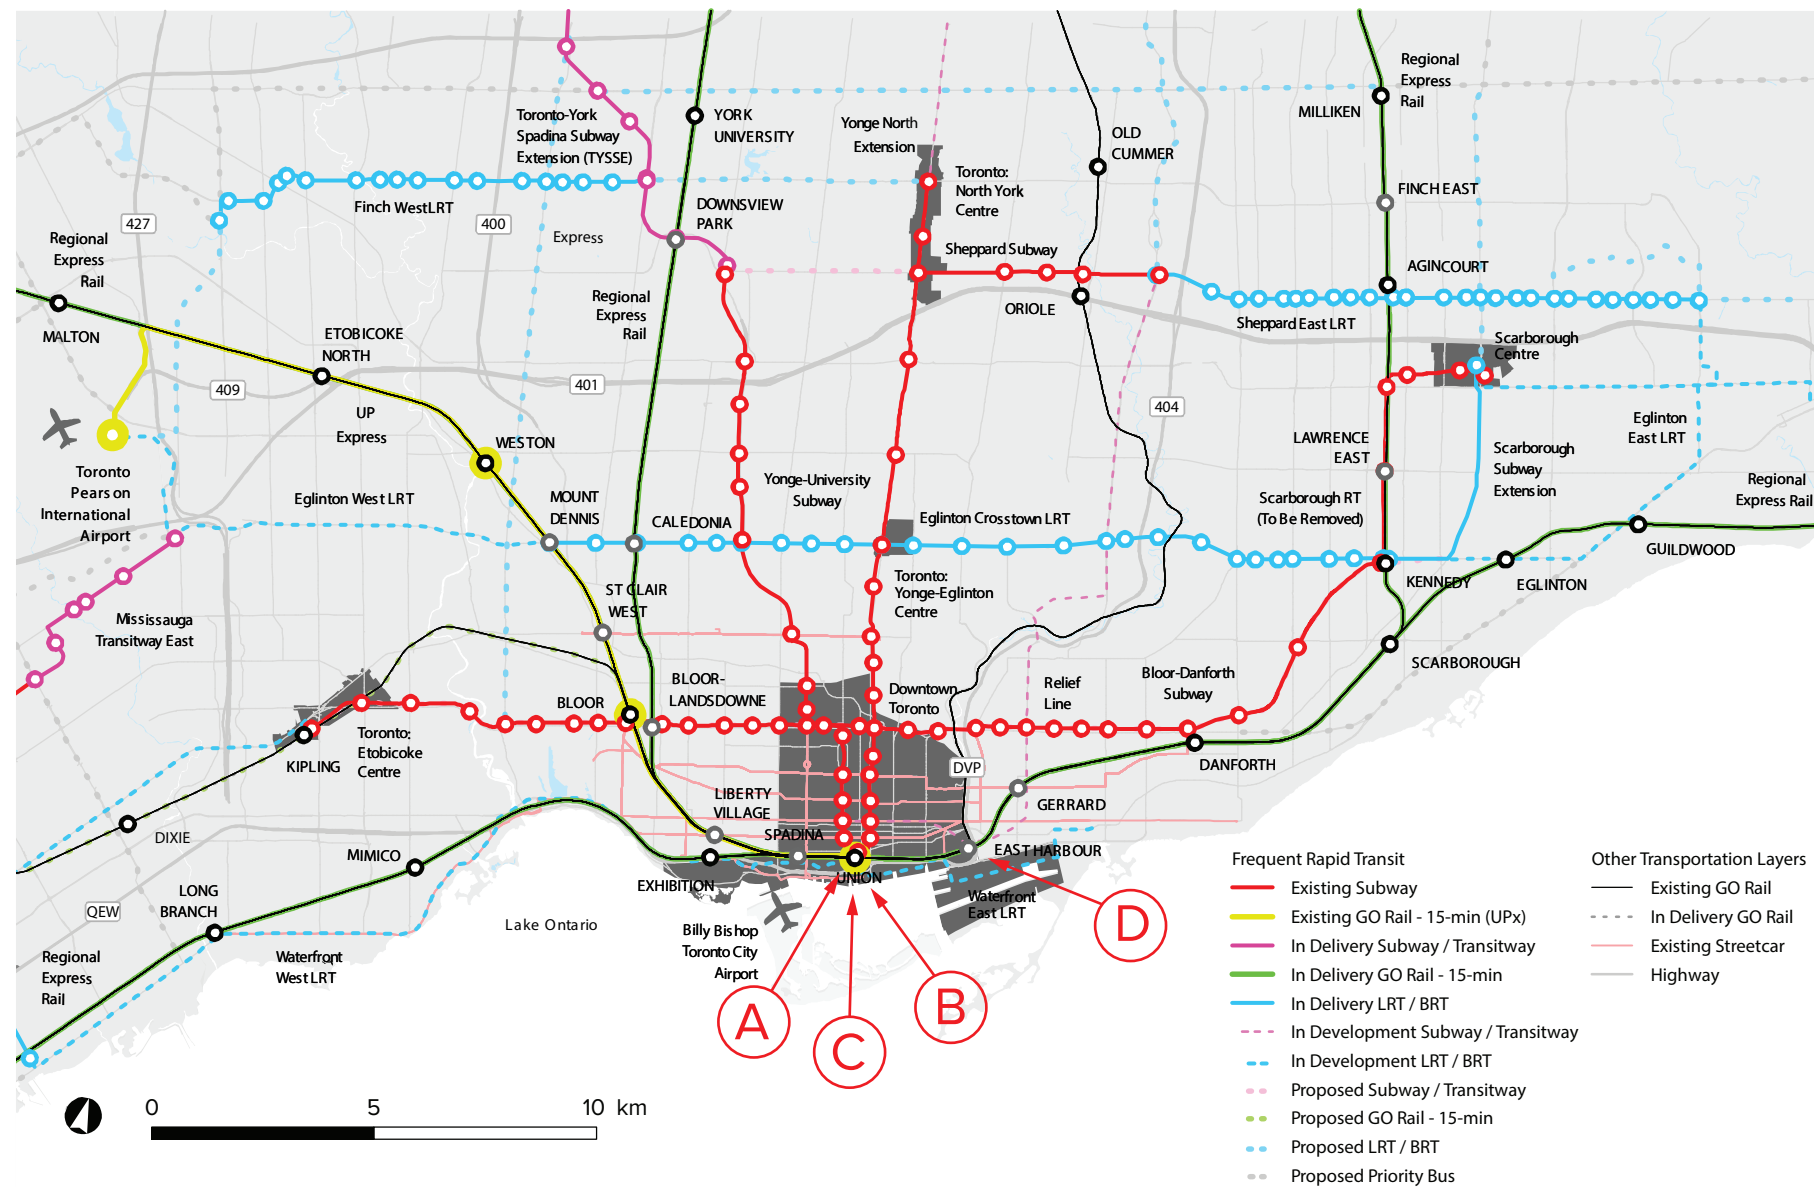 Regional
Express
Rail
MILLIKEN
Toronto-York
Spadina Subway
Extension (TYSSE)
YORK
UNIVERSITY
Yonge North
Extension
OLD
CUMMER
Toronto:
North York
Centre
FINCH EAST
Finch WestLRT
427
400
Express
DOWNSVIEW
PARK
Regional
Express
Rail
Sheppard Subway
AGINCOURT
MALTON
ETOBICOKE
NORTH
Regional
Express
Rail
ORIOLE
Sheppard East LRT
Scarborough
Centre
409
401
404
UP
Express
WESTON
LAWRENCE
EAST
Eglinton
East LRT
Scarborough
Subway
Extension
Toronto
Pearson
International
Airport
Eglinton West LRT
MOUNT
DENNIS
CALEDONIA
Yonge-University
Subway
Eglinton Crosstown LRT
Scarborough RT
(To Be Removed)
Regional
Express Rail
GUILDWOOD
KENNEDY
EGLINTON
ST CLAIR
WEST
Toronto:
Yonge-Eglinton
Centre
Mississauga
Transitway East
SCARBOROUGH
BLOOR
BLOOR-
LANDSDOWNE
Downtown
Toronto
Relief
Line
Bloor-Danforth
Subway
KIPLING
Toronto:
Etobicoke
Centre
DVP
DANFORTH
GERRARD
LIBERTY
VILLAGE
SPADINA
DIXIE
MIMICO
EXHIBITION
UNION
EAST HARBOUR
Waterfront
East LRT
LONG
BRANCH
QEW
Lake Ontario
Billy Bishop
Toronto City
Airport
Regional
Express
Rail
Waterfront
West LRT
A
B
C
D
0 5 10 km
Frequent Rapid Transit
Existing Subway
Existing GO Rail - 15-min (UPx)
In Delivery Subway / Transitway
In Delivery GO Rail - 15-min
In Delivery LRT / BRT
In Development Subway / Transitway
In Development LRT / BRT
Proposed Subway / Transitway
Proposed GO Rail - 15-min
Proposed LRT / BRT
Proposed Priority Bus
Other Transportation Layers
Existing GO Rail
In Delivery GO Rail
Existing Streetcar
Highway